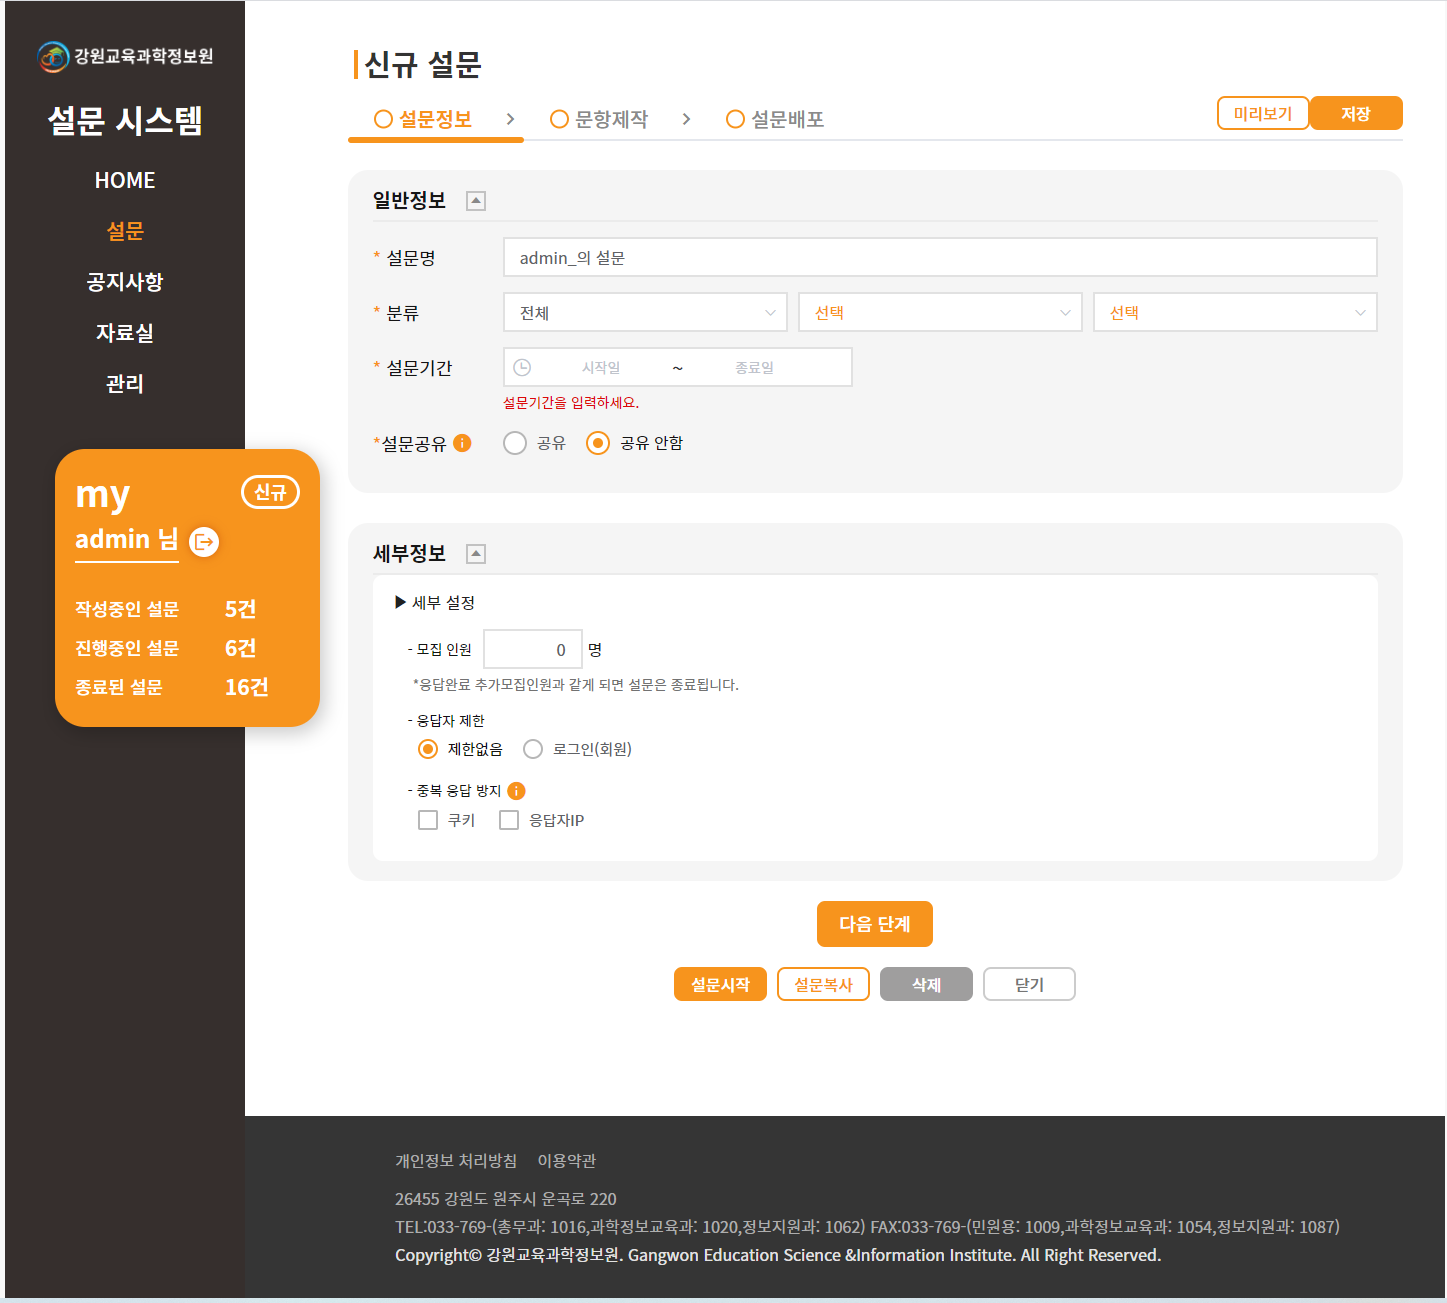 강원교육과학정보원
설문 시스템
HOME
설문
공지사항
자료실
관리
my 신규
admin 님
작성중인 설문 5건
진행중인 설문 6건
종료된 설문 16건
신규 설문
설문정보 > 문항제작 > 설문배포 미리보기 저장
일반정보
* 설문명 admin_의 설문
* 분류 전체 선택 선택
* 설문기간 시작일 ~ 종료일
설문기간을 입력하세요.
*설문공유 i 공유 공유 안함
세부정보
▶ 세부 설정
- 모집 인원 0 명
*응답완료 추가모집인원과 같게 되면 설문은 종료됩니다.
- 응답자 제한
제한없음 로그인(회원)
- 중복 응답 방지 i
쿠키 응답자IP
다음 단계
설문시작 설문복사 삭제 닫기
개인정보 처리방침 이용약관
26455 강원도 원주시 운곡로 220
TEL:033-769-(총무과: 1016,과학정보교육과: 1020,정보지원과: 1062) FAX:033-769-(민원용: 1009,과학정보교육과: 1054,정보지원과: 1087)
Copyright© 강원교육과학정보원. Gangwon Education Science &Information Institute. All Right Reserved.